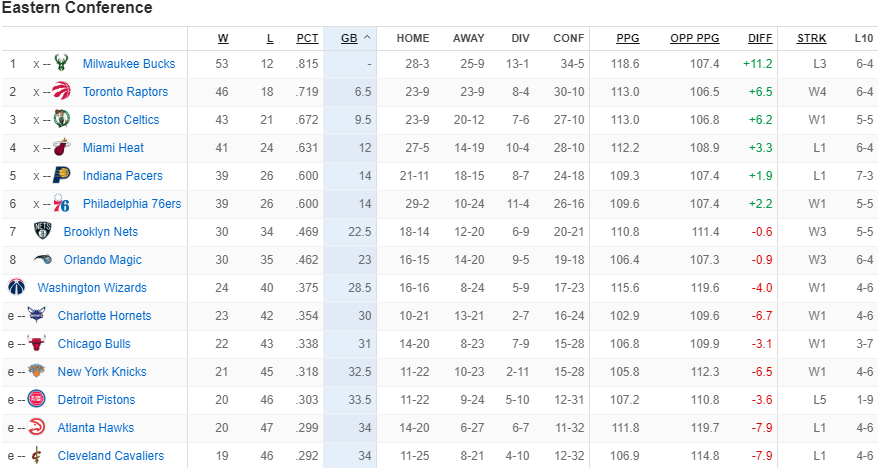 Eastern Conference
W L PCT GB HOME AWAY DIV CONF PPG OPP PPG DIFF STRK L10
1 x -- Milwaukee Bucks 53 12 .815 - 28-3 25-9 13-1 34-5 118.6 107.4 +11.2 L3 6-4
2 x -- Toronto Raptors 46 18 .719 6.5 23-9 23-9 8-4 30-10 113.0 106.5 +6.5 W4 6-4
3 x -- Boston Celtics 43 21 .672 9.5 23-9 20-12 7-6 27-10 113.0 106.8 +6.2 W1 5-5
4 x -- Miami Heat 41 24 .631 12 27-5 14-19 10-4 28-10 112.2 108.9 +3.3 L1 6-4
5 x -- Indiana Pacers 39 26 .600 14 21-11 18-15 8-7 24-18 109.3 107.4 +1.9 L1 7-3
6 x -- Philadelphia 76ers 39 26 .600 14 29-2 10-24 11-4 26-16 109.6 107.4 +2.2 W1 5-5
7 NETS Brooklyn Nets 30 34 .469 22.5 18-14 12-20 6-9 20-21 110.8 111.4 -0.6 W3 5-5
8 Orlando Magic 30 35 .462 23 16-15 14-20 9-5 19-18 106.4 107.3 -0.9 W3 6-4
Washington Wizards 24 40 .375 28.5 16-16 8-24 5-9 17-23 115.6 119.6 -4.0 W1 4-6
e -- Charlotte Hornets 23 42 .354 30 10-21 13-21 2-7 16-24 102.9 109.6 -6.7 W1 4-6
e -- Chicago Bulls 22 43 .338 31 14-20 8-23 7-9 15-28 106.8 109.9 -3.1 W1 3-7
e -- New York Knicks 21 45 .318 32.5 11-22 10-23 2-11 15-28 105.8 112.3 -6.5 W1 4-6
e -- Detroit Pistons 20 46 .303 33.5 11-22 9-24 5-10 12-31 107.2 110.8 -3.6 L5 1-9
e -- Atlanta Hawks 20 47 .299 34 14-20 6-27 6-7 11-32 111.8 119.7 -7.9 L1 4-6
e -- Cleveland Cavaliers 19 46 .292 34 11-25 8-21 4-10 12-32 106.9 114.8 -7.9 L1 4-6